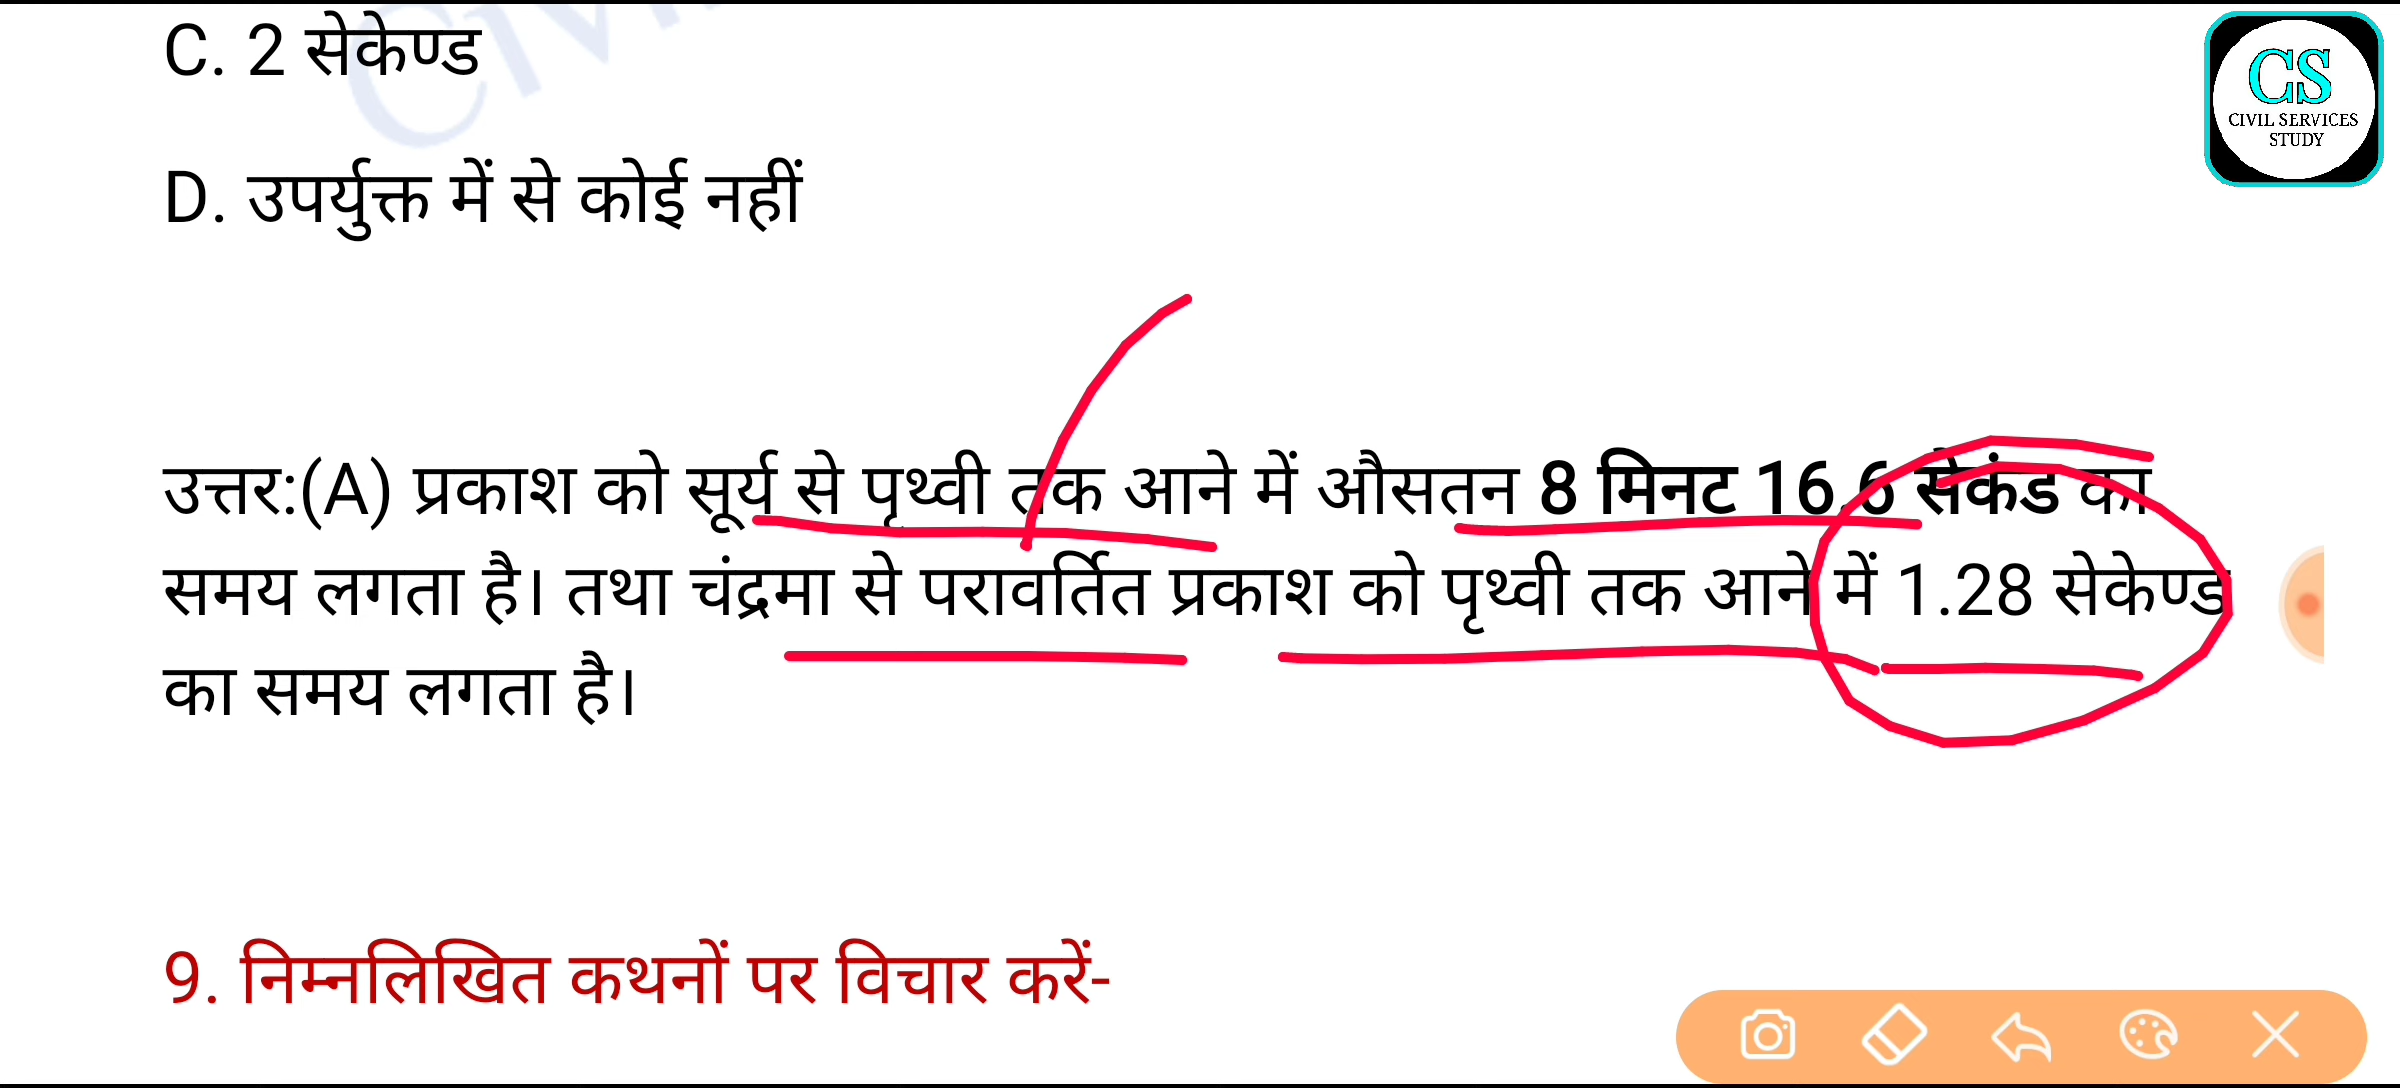 C. 2 सेकेण्ड
D. उपर्युक्त में से कोई नहीं
CS
CIVIL SERVICES
STUDY
उत्तर:(A) प्रकाश को सूर्य से पृथ्वी तक आने में औसतन 8 मिनट 16.6 सेकंड का
समय लगता है। तथा चंद्रमा से परावर्तित प्रकाश को पृथ्वी तक आने में 1.28 सेकेण्ड
का समय लगता है।
9. निम्नलिखित कथनों पर विचार करें-